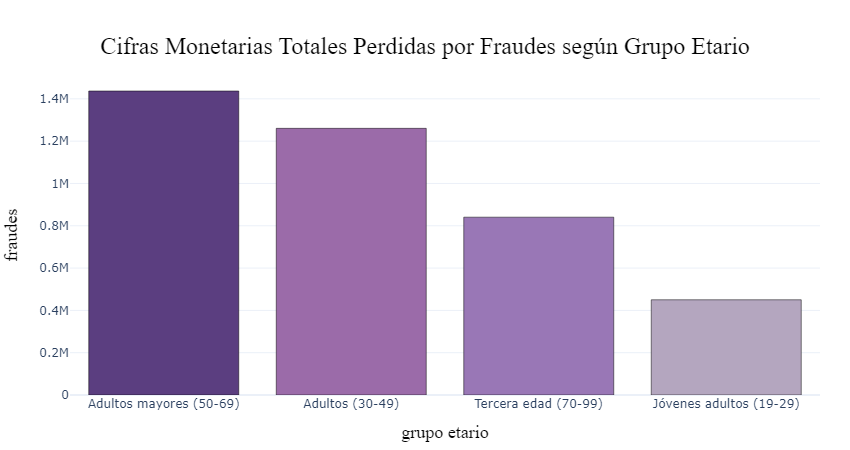 Cifras Monetarias Totales Perdidas por Fraudes según Grupo Etario
1.4M
1.2M
1M
0.8M
0.6M
0.4M
0.2M
0
fraudes
Adultos mayores (50-69)
Adultos (30-49)
Tercera edad (70-99)
Jóvenes adultos (19-29)
grupo etario